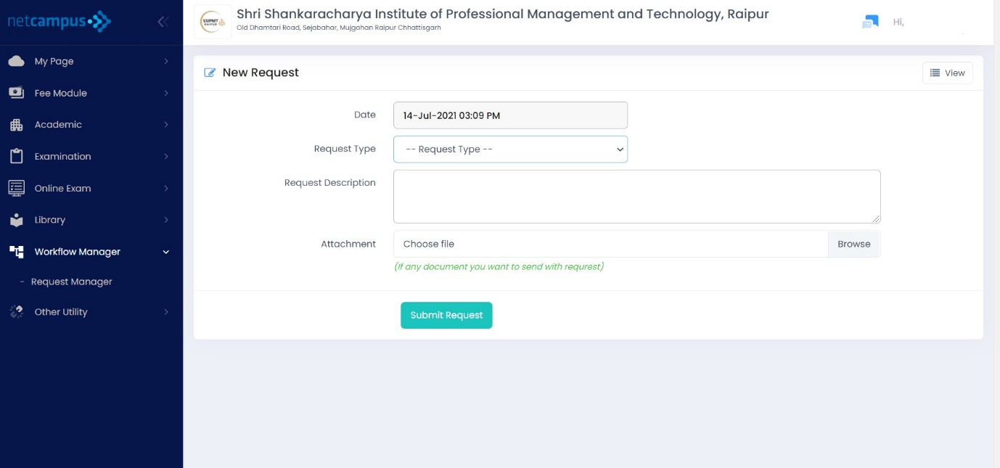 netcampus
My Page
Fee Module
Academic
Examination
Online Exam
Library
Workflow Manager
- Request Manager
Other Utility
SSIPMT
RAIPUR
Shri Shankaracharya Institute of Professional Management and Technology, Raipur
Old Dhamtari Road, Sejabahar, Mujgahan Raipur Chhattisgarh
Hi,
New Request
View
Date
14-Jul-2021 03:09 PM
Request Type
-- Request Type --
Request Description
Attachment
Choose file
Browse
(If any document you want to send with requrest)
Submit Request